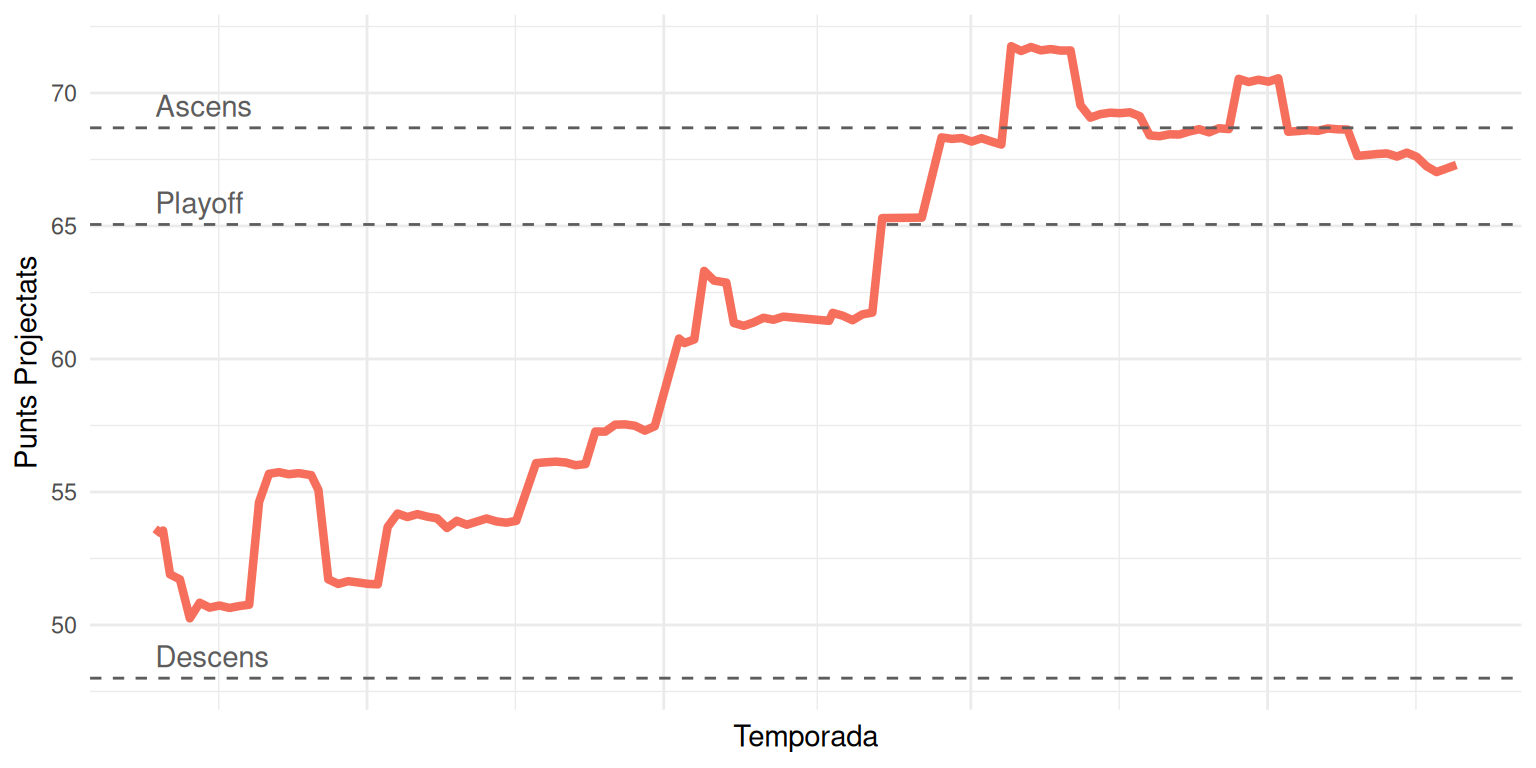 70
Ascens
Playoff
65
Punts Projectats
60
55
50
Descens
Temporada